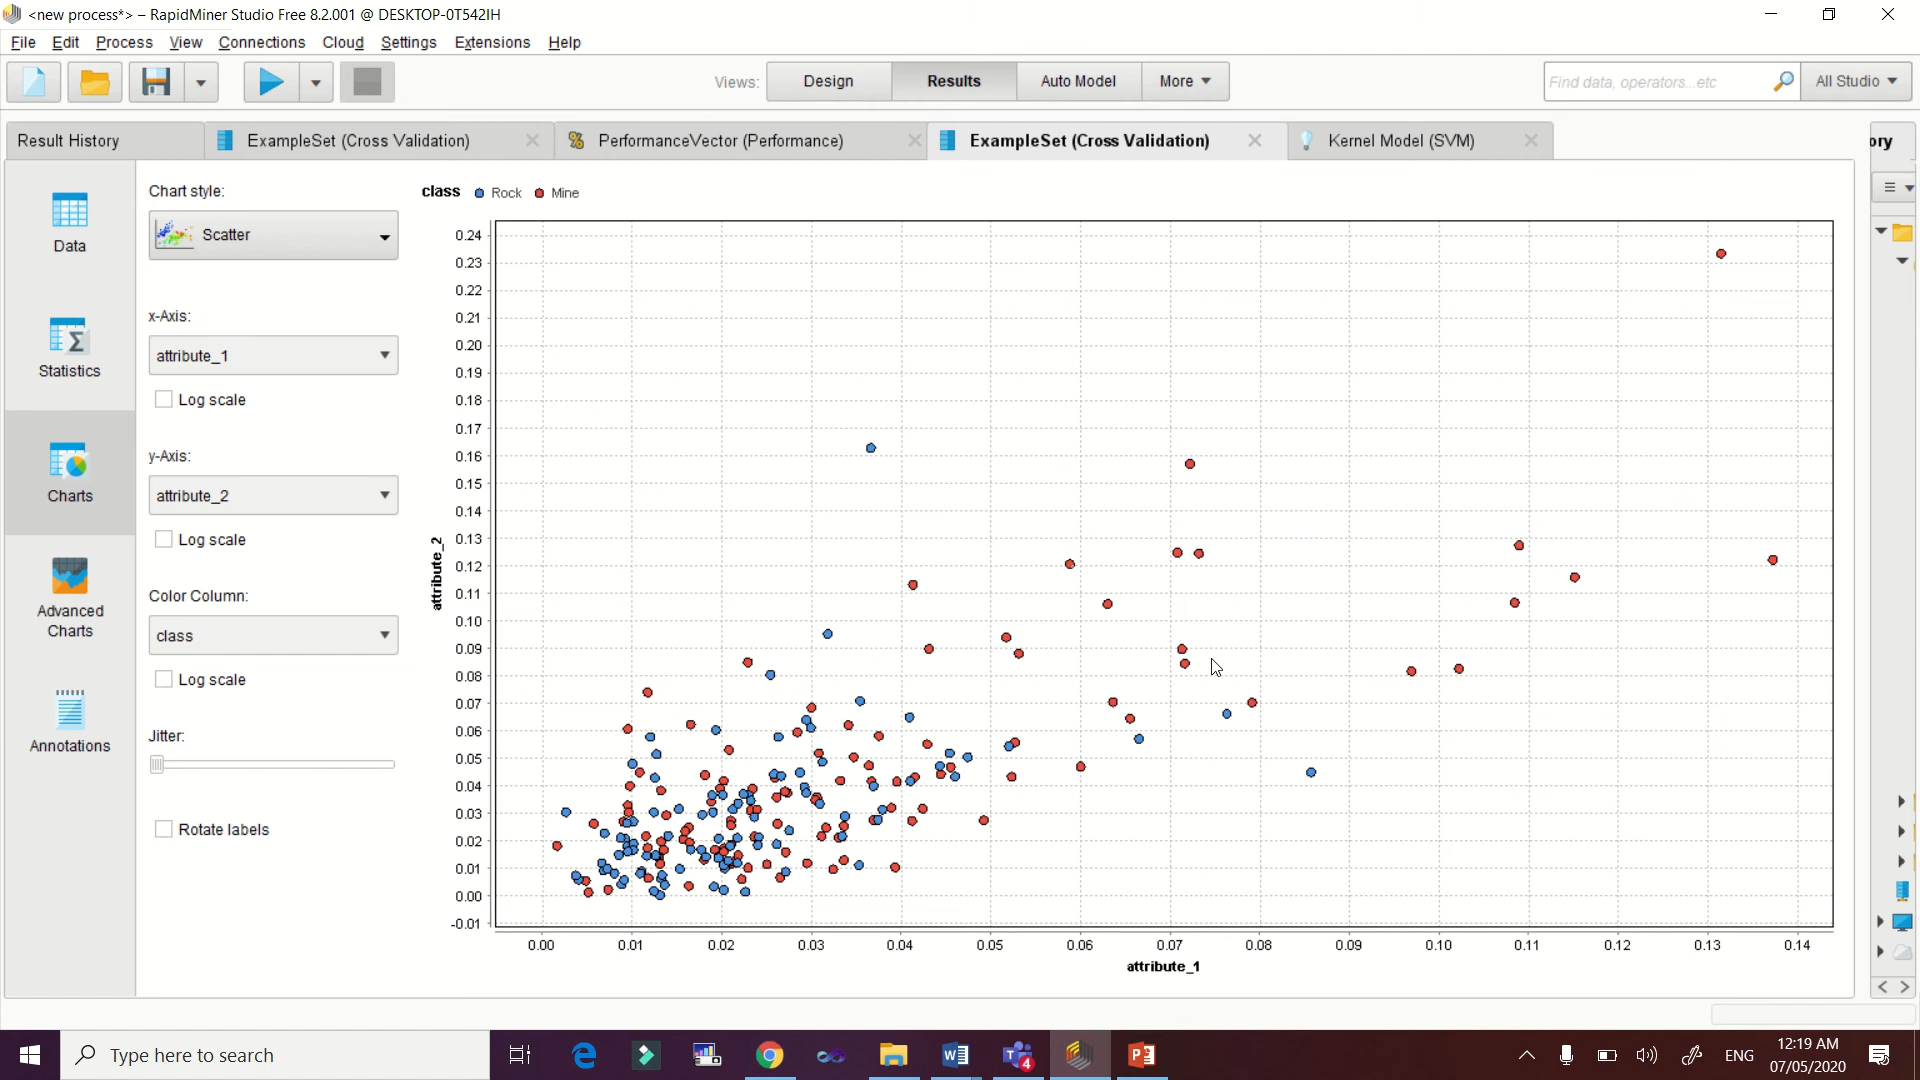 <new process*> – RapidMiner Studio Free 8.2.001 @ DESKTOP-0T542IH
File Edit Process View Connections Cloud Settings Extensions Help
Views: Design Results Auto Model More
Find data, operators...etc
All Studio
Result History
ExampleSet (Cross Validation)
PerformanceVector (Performance)
ExampleSet (Cross Validation)
Kernel Model (SVM)
ory
Data
Statistics
Charts
Advanced
Charts
Annotations
Chart style:
Scatter
x-Axis:
attribute_1
Log scale
y-Axis:
attribute_2
Log scale
Color Column:
class
Log scale
Jitter:
Rotate labels
class Rock Mine
0.24
0.23
0.22
0.21
0.20
0.19
0.18
0.17
0.16
0.15
0.14
0.13
0.12
0.11
0.10
0.09
0.08
0.07
0.06
0.05
0.04
0.03
0.02
0.01
0.00
-0.01
attribute_2
0.00 0.01 0.02 0.03 0.04 0.05 0.06 0.07 0.08 0.09 0.10 0.11 0.12 0.13 0.14
attribute_1
Type here to search
4
ENG
12:19 AM
07/05/2020